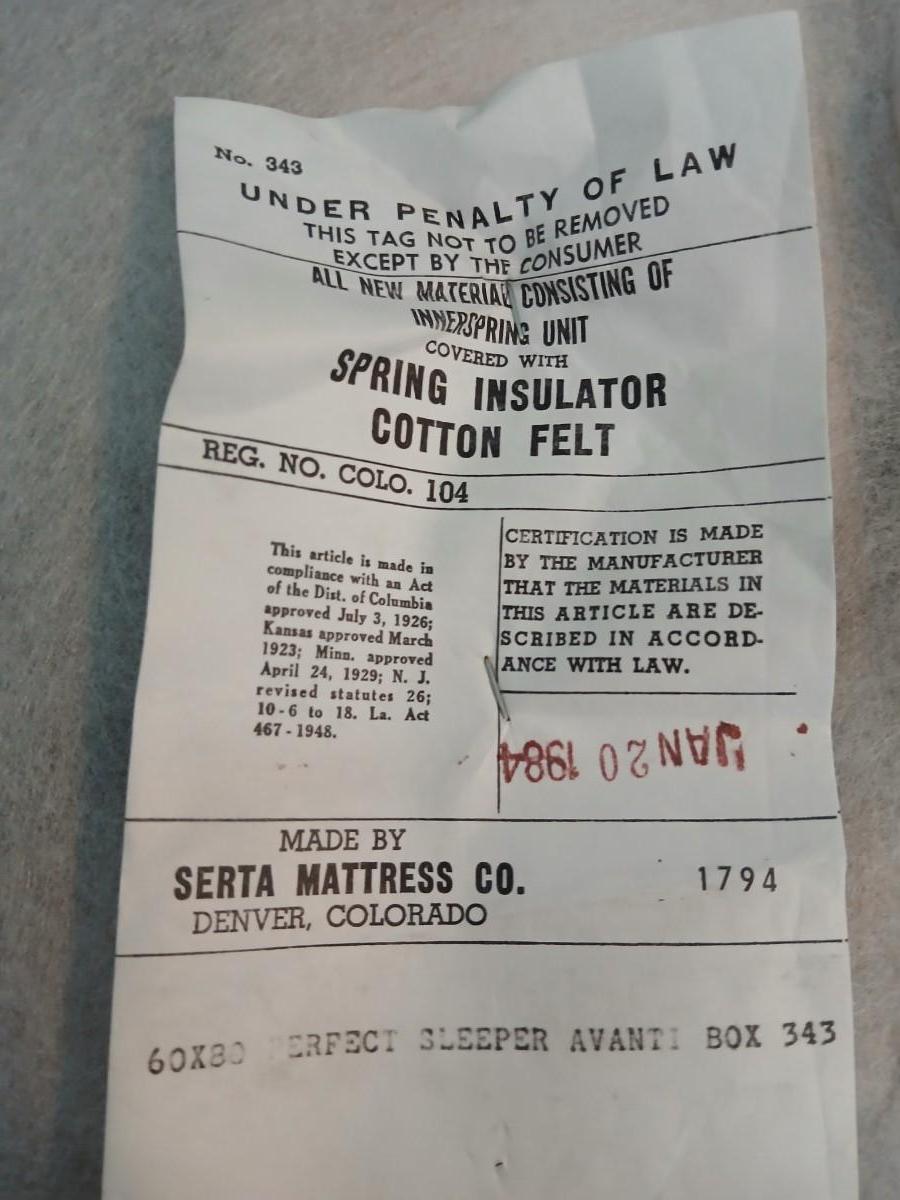 No. 343
UNDER PENALTY OF LAW
THIS TAG NOT TO BE REMOVED
EXCEPT BY THE CONSUMER
ALL NEW MATERIAL CONSISTING OF
INNERSPRING UNIT
COVERED WITH
SPRING INSULATOR
COTTON FELT
REG. NO. COLO. 104
This article is made in
compliance with an Act
of the Dist. of Columbia
approved July 3, 1926;
Kansas approved March
1923; Minn. approved
April 24, 1929; N. J.
revised statutes 26;
10-6 to 18. La. Act
467-1948.
CERTIFICATION IS MADE
BY THE MANUFACTURER
THAT THE MATERIALS IN
THIS ARTICLE ARE DE-
SCRIBED IN ACCORD-
ANCE WITH LAW.
JAN 20 1984
MADE BY
SERTA MATTRESS CO.
DENVER, COLORADO
1794
60X80 PERFECT SLEEPER AVANTI BOX 343